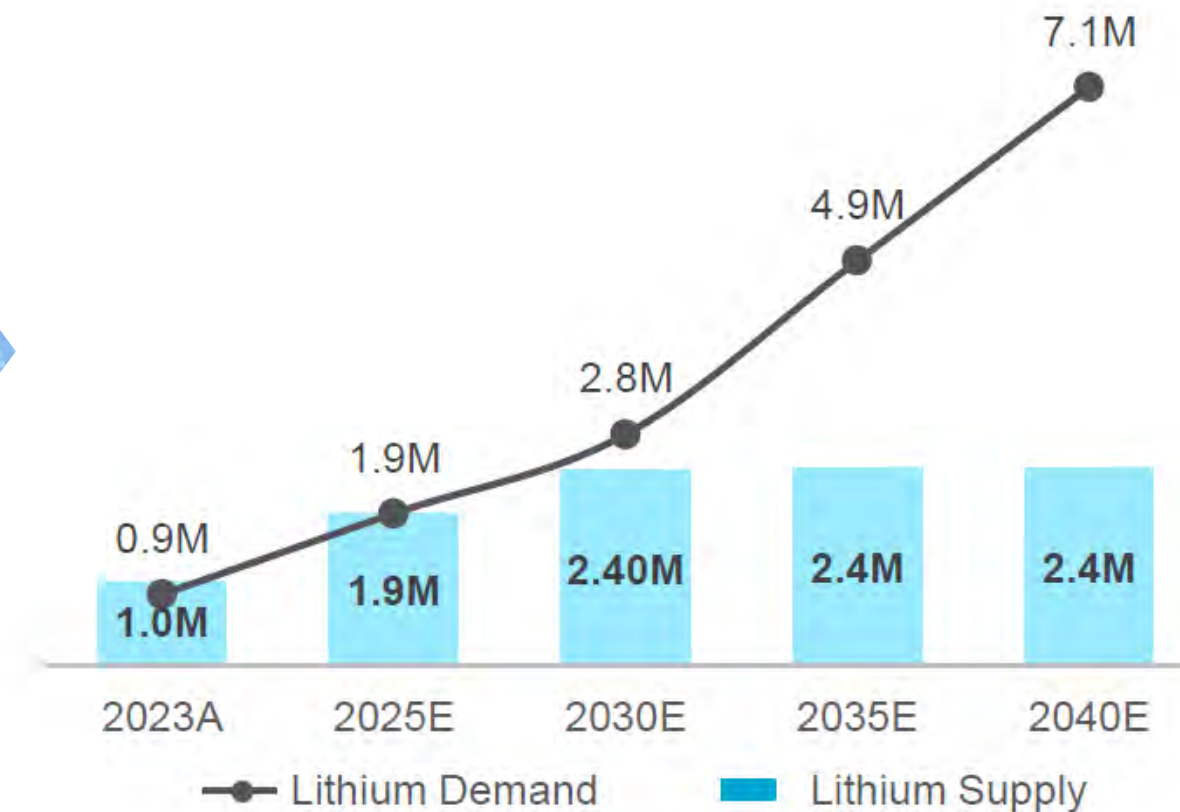 7.1M
4.9M
2.8M
1.9M
0.9M
1.0M
1.9M
2.40M
2.4M
2.4M
2023A 2025E 2030E 2035E 2040E
Lithium Demand Lithium Supply